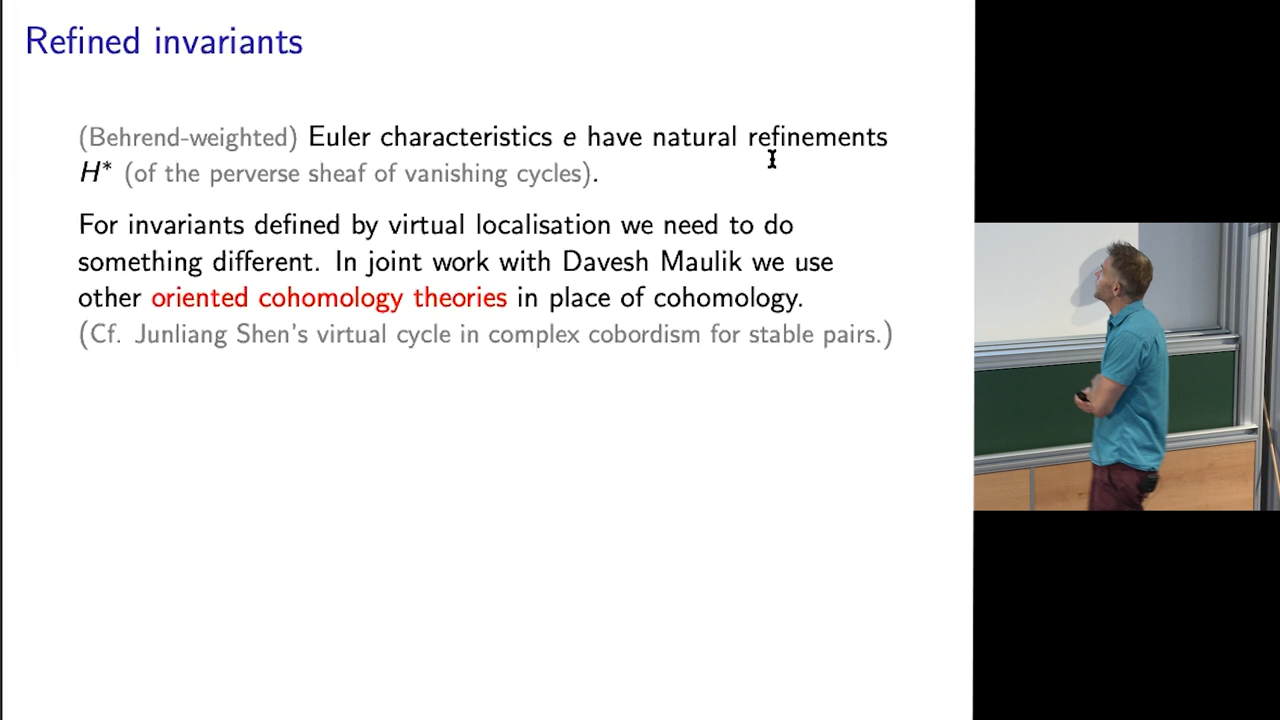 Refined invariants
(Behrend-weighted) Euler characteristics e have natural refinements
H* (of the perverse sheaf of vanishing cycles).
For invariants defined by virtual localisation we need to do
something different. In joint work with Davesh Maulik we use
other oriented cohomology theories in place of cohomology.
(Cf. Junliang Shen's virtual cycle in complex cobordism for stable pairs.)